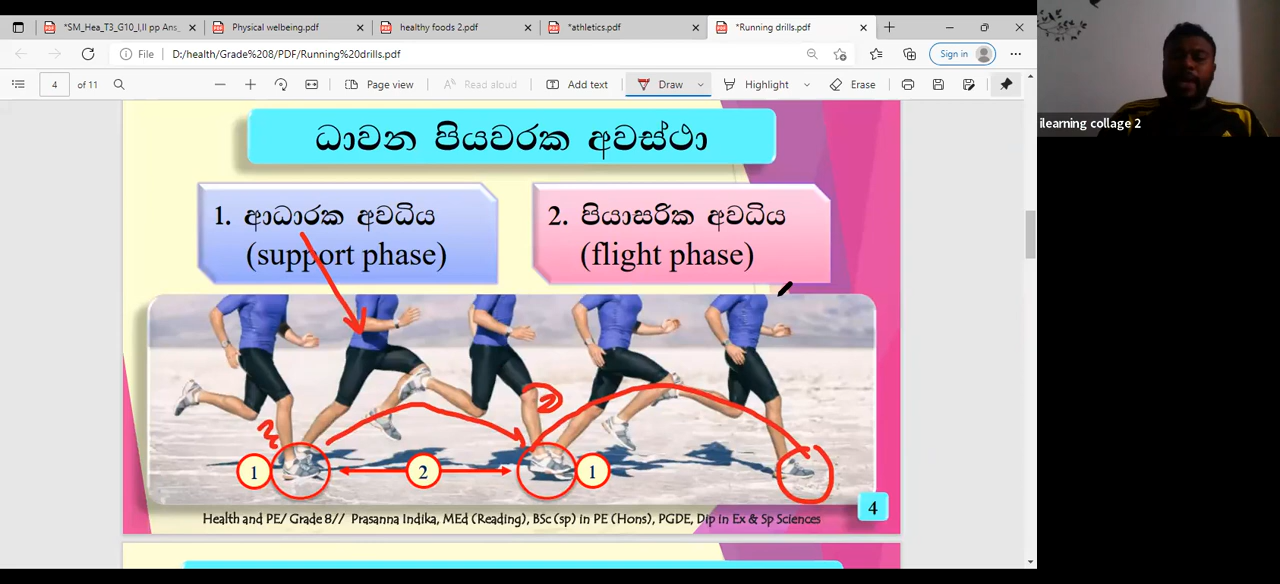 *SM_Hea_T3_G10_I,II pp Ans_
Physical welbeing.pdf
healthy foods 2.pdf
*athletics.pdf
*Running drills.pdf
File D:/health/Grade%208/PDF/Running%20drills.pdf
Sign in
4 of 11
Page view
Read aloud
Add text
Draw
Highlight
Erase
ilearning collage 2
ධාවන පියවරක අවස්ථා
1. ආධාරක අවධිය
(support phase)
2. පියාසරික අවධිය
(flight phase)
1 2 1
4
Health and PE/ Grade 8// Prasanna Indika, MEd (Reading), BSc (sp) in PE (Hons), PGDE, Dip in Ex & Sp Sciences